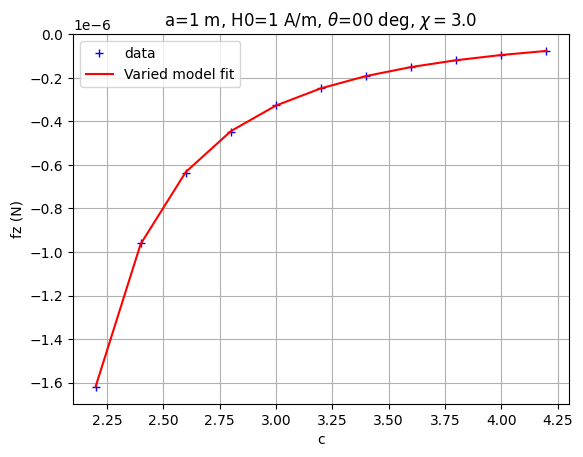 a=1 m, H0=1 A/m, θ=00 deg, χ = 3.0
1e−6
0.0
−0.2
−0.4
−0.6
−0.8
−1.0
−1.2
−1.4
−1.6
fz (N)
data
Varied model fit
2.25 2.50 2.75 3.00 3.25 3.50 3.75 4.00 4.25
c